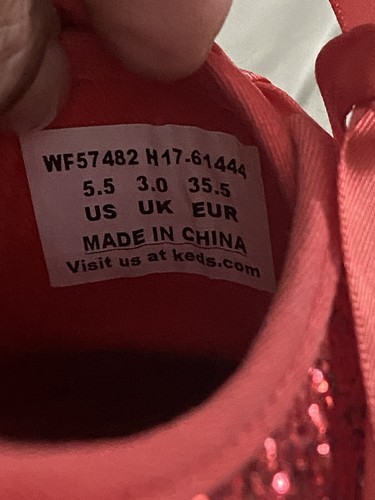 WF57482 H17-61444
5.5 3.0 35.5
US UK EUR
MADE IN CHINA
Visit us at keds.com